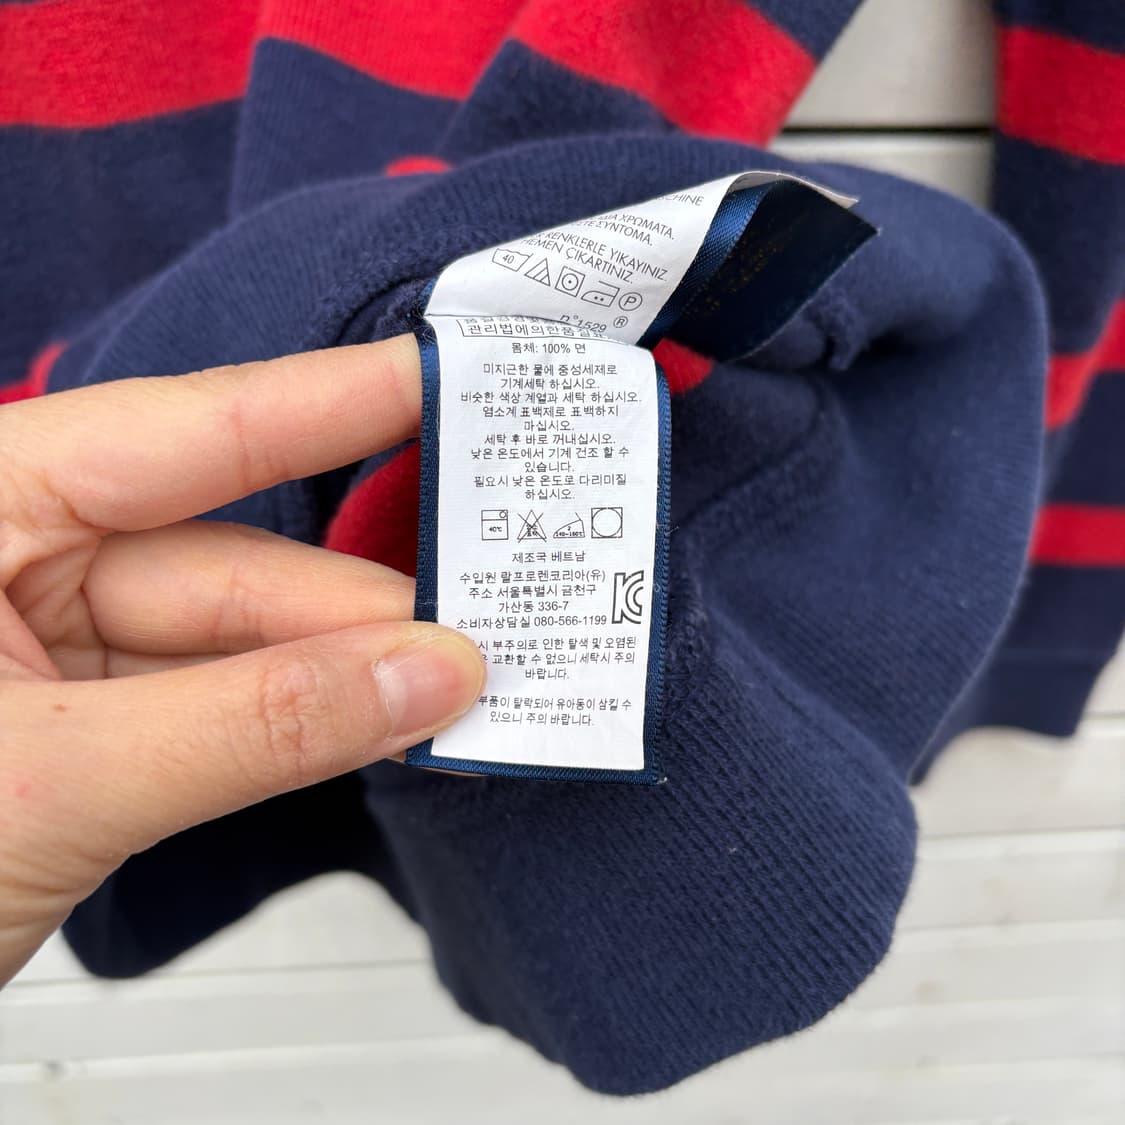 MACHINE
ΙΔΙΑ ΧΡΩΜΑΤΑ.
ΣΥΝΤΟΜΑ.
RENKLERLE YIKAYINIZ.
HEMEN ÇIKARTINIZ.
40
P
n°1529 ®
관리법에의한품질표
몸체: 100% 면
미지근한 물에 중성세제로
기계세탁 하십시오.
비슷한 색상 계열과 세탁 하십시오.
염소계 표백제로 표백하지
마십시오.
세탁 후 바로 꺼내십시오.
낮은 온도에서 기계 건조 할 수
있습니다.
필요시 낮은 온도로 다리미질
하십시오.
40℃
2
140~160℃
제조국 베트남
수입원 랄프로렌코리아(유)
주소 서울특별시 금천구
가산동 336-7
소비자상담실 080-566-1199
시 부주의로 인한 탈색 및 오염된
교환할 수 없으니 세탁시 주의
바랍니다.
부품이 탈락되어 유아동이 삼킬 수
있으니 주의 바랍니다.